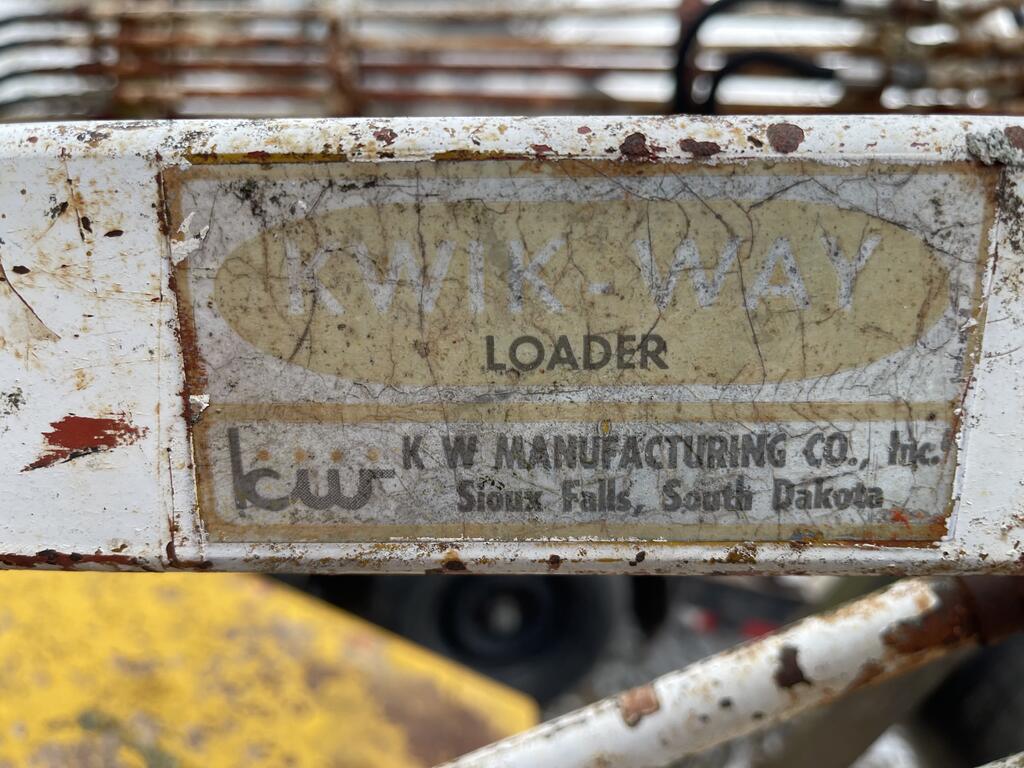 KWIK-WAY
LOADER
kw
K W MANUFACTURING CO., Inc.
Sioux Falls, South Dakota